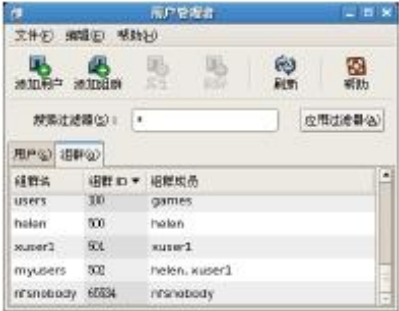 用户管理者
文件(E) 编辑(E) 帮助(H)
添加用户 添加组群 属性 删除 刷新 帮助
搜索过滤器(S): * 应用过滤器(A)
用户(S) 组群(O)
组群名 组群 ID ▼ 组群成员
users 100 games
helen 500 helen
xuser1 501 xuser1
myusers 502 helen, xuser1
nfsnobody 65534 nfsnobody